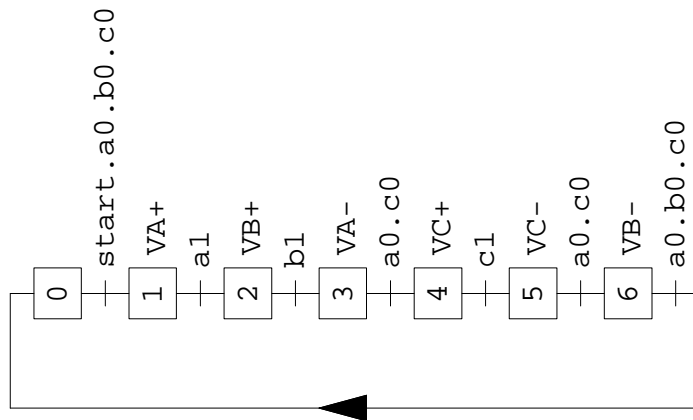 0
start.a0.b0.c0
1
VA+
a1
2
VB+
b1
3
VA-
a0.c0
4
VC+
c1
5
VC-
a0.c0
6
VB-
a0.b0.c0